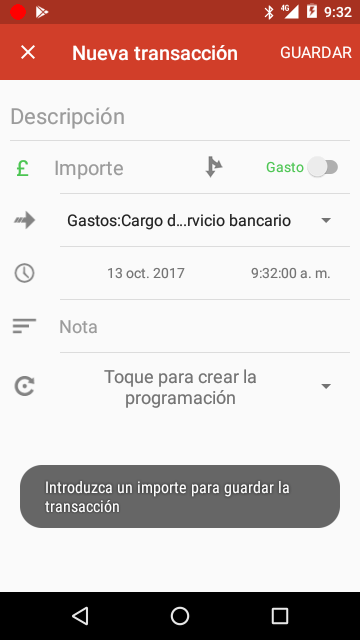 4G 9:32
Nueva transacción GUARDAR
Descripción
£ Importe Gasto
Gastos:Cargo d...rvicio bancario
13 oct. 2017 9:32:00 a. m.
Nota
Toque para crear la
programación
Introduzca un importe para guardar la
transacción